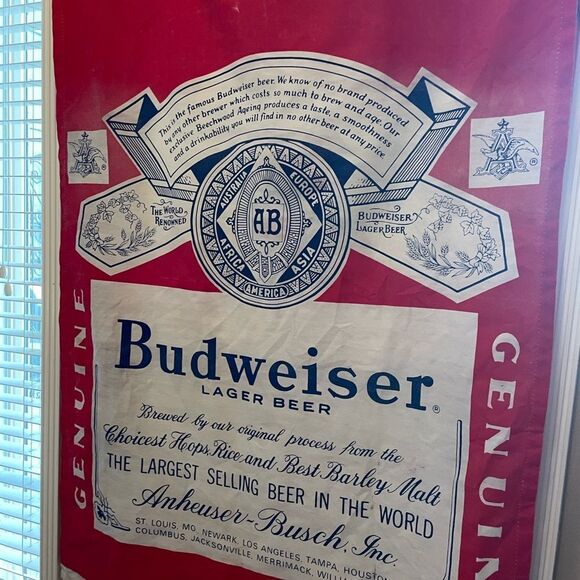 This is the famous Budweiser beer. We know of no brand produced
by any other brewer which costs so much to brew and age. Our
exclusive Beechwood Ageing produces a taste, a smoothness
and a drinkability you will find in no other beer at any price.
A
®
THE WORLD
RENOWNED
AUSTRALIA
EUROPE
AFRICA
ASIA
AMERICA
AB
BUDWEISER
LAGER BEER
A
®
GENUINE
Budweiser®
LAGER BEER
Brewed by our original process from the
Choicest Hops, Rice and Best Barley Malt
THE LARGEST SELLING BEER IN THE WORLD
Anheuser-Busch, Inc.
ST. LOUIS, MO. NEWARK, LOS ANGELES, TAMPA, HOUSTON
COLUMBUS, JACKSONVILLE, MERRIMACK, WILLI
GENUIN